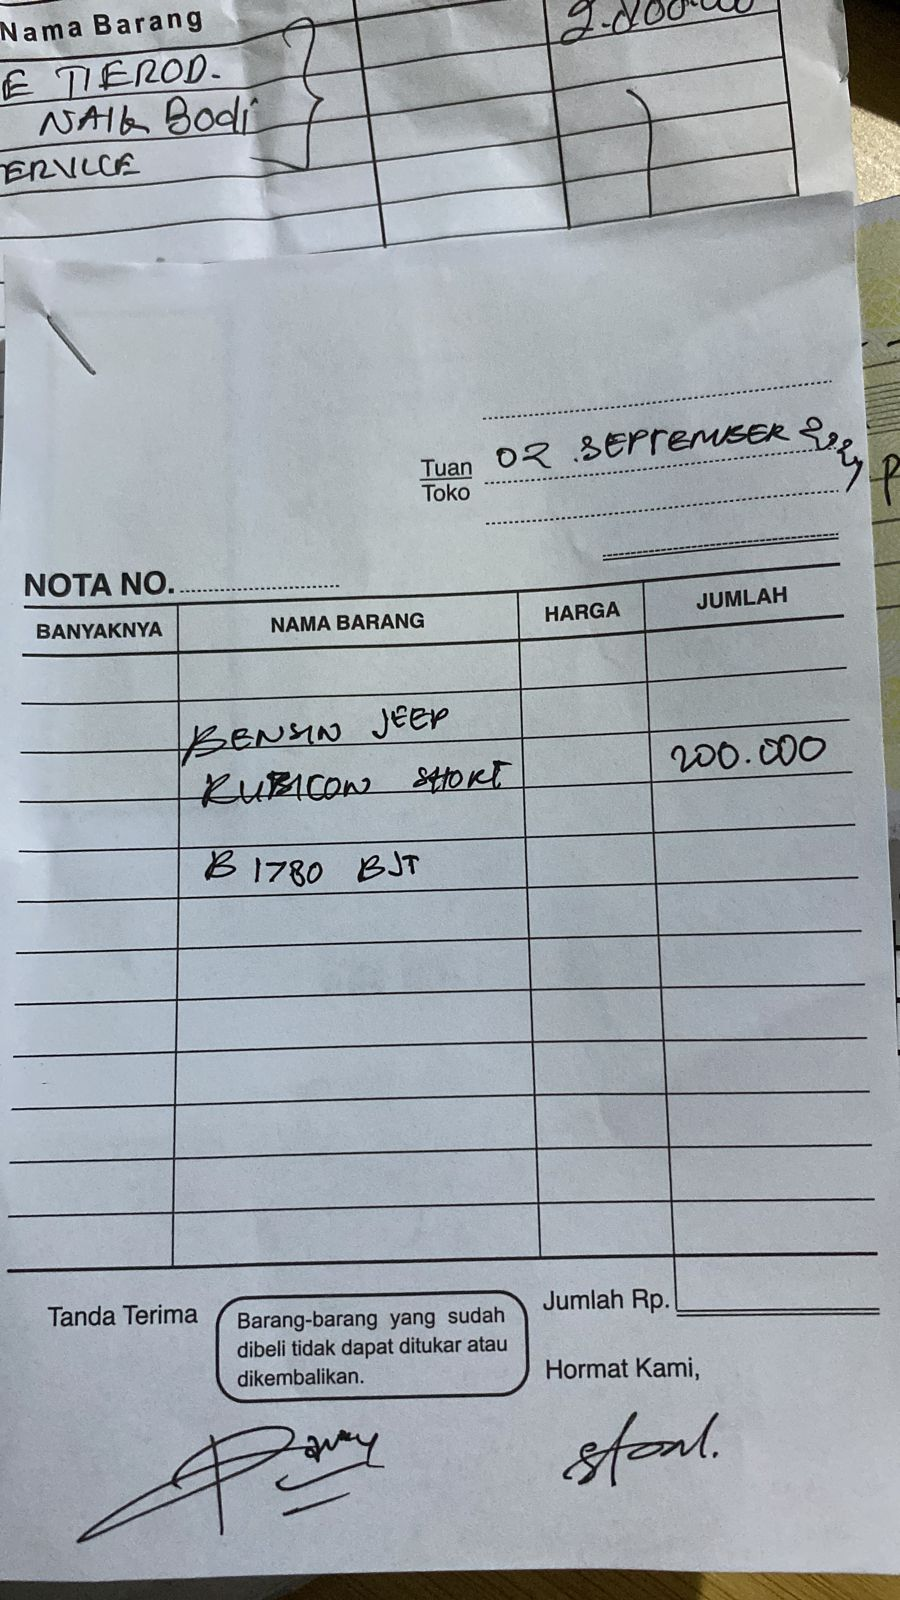 Nama Barang
E TIEROD.
NAIK Bodi
ERVICE
Tuan
Toko
02 SEPTEMBER
NOTA NO.
BANYAKNYA NAMA BARANG HARGA JUMLAH
BENSIN JEEP
RUBICON SHORT 200.000
B 1780 BJT
Tanda Terima
Barang-barang yang sudah
dibeli tidak dapat ditukar atau
dikembalikan.
Jumlah Rp.
Hormat Kami,